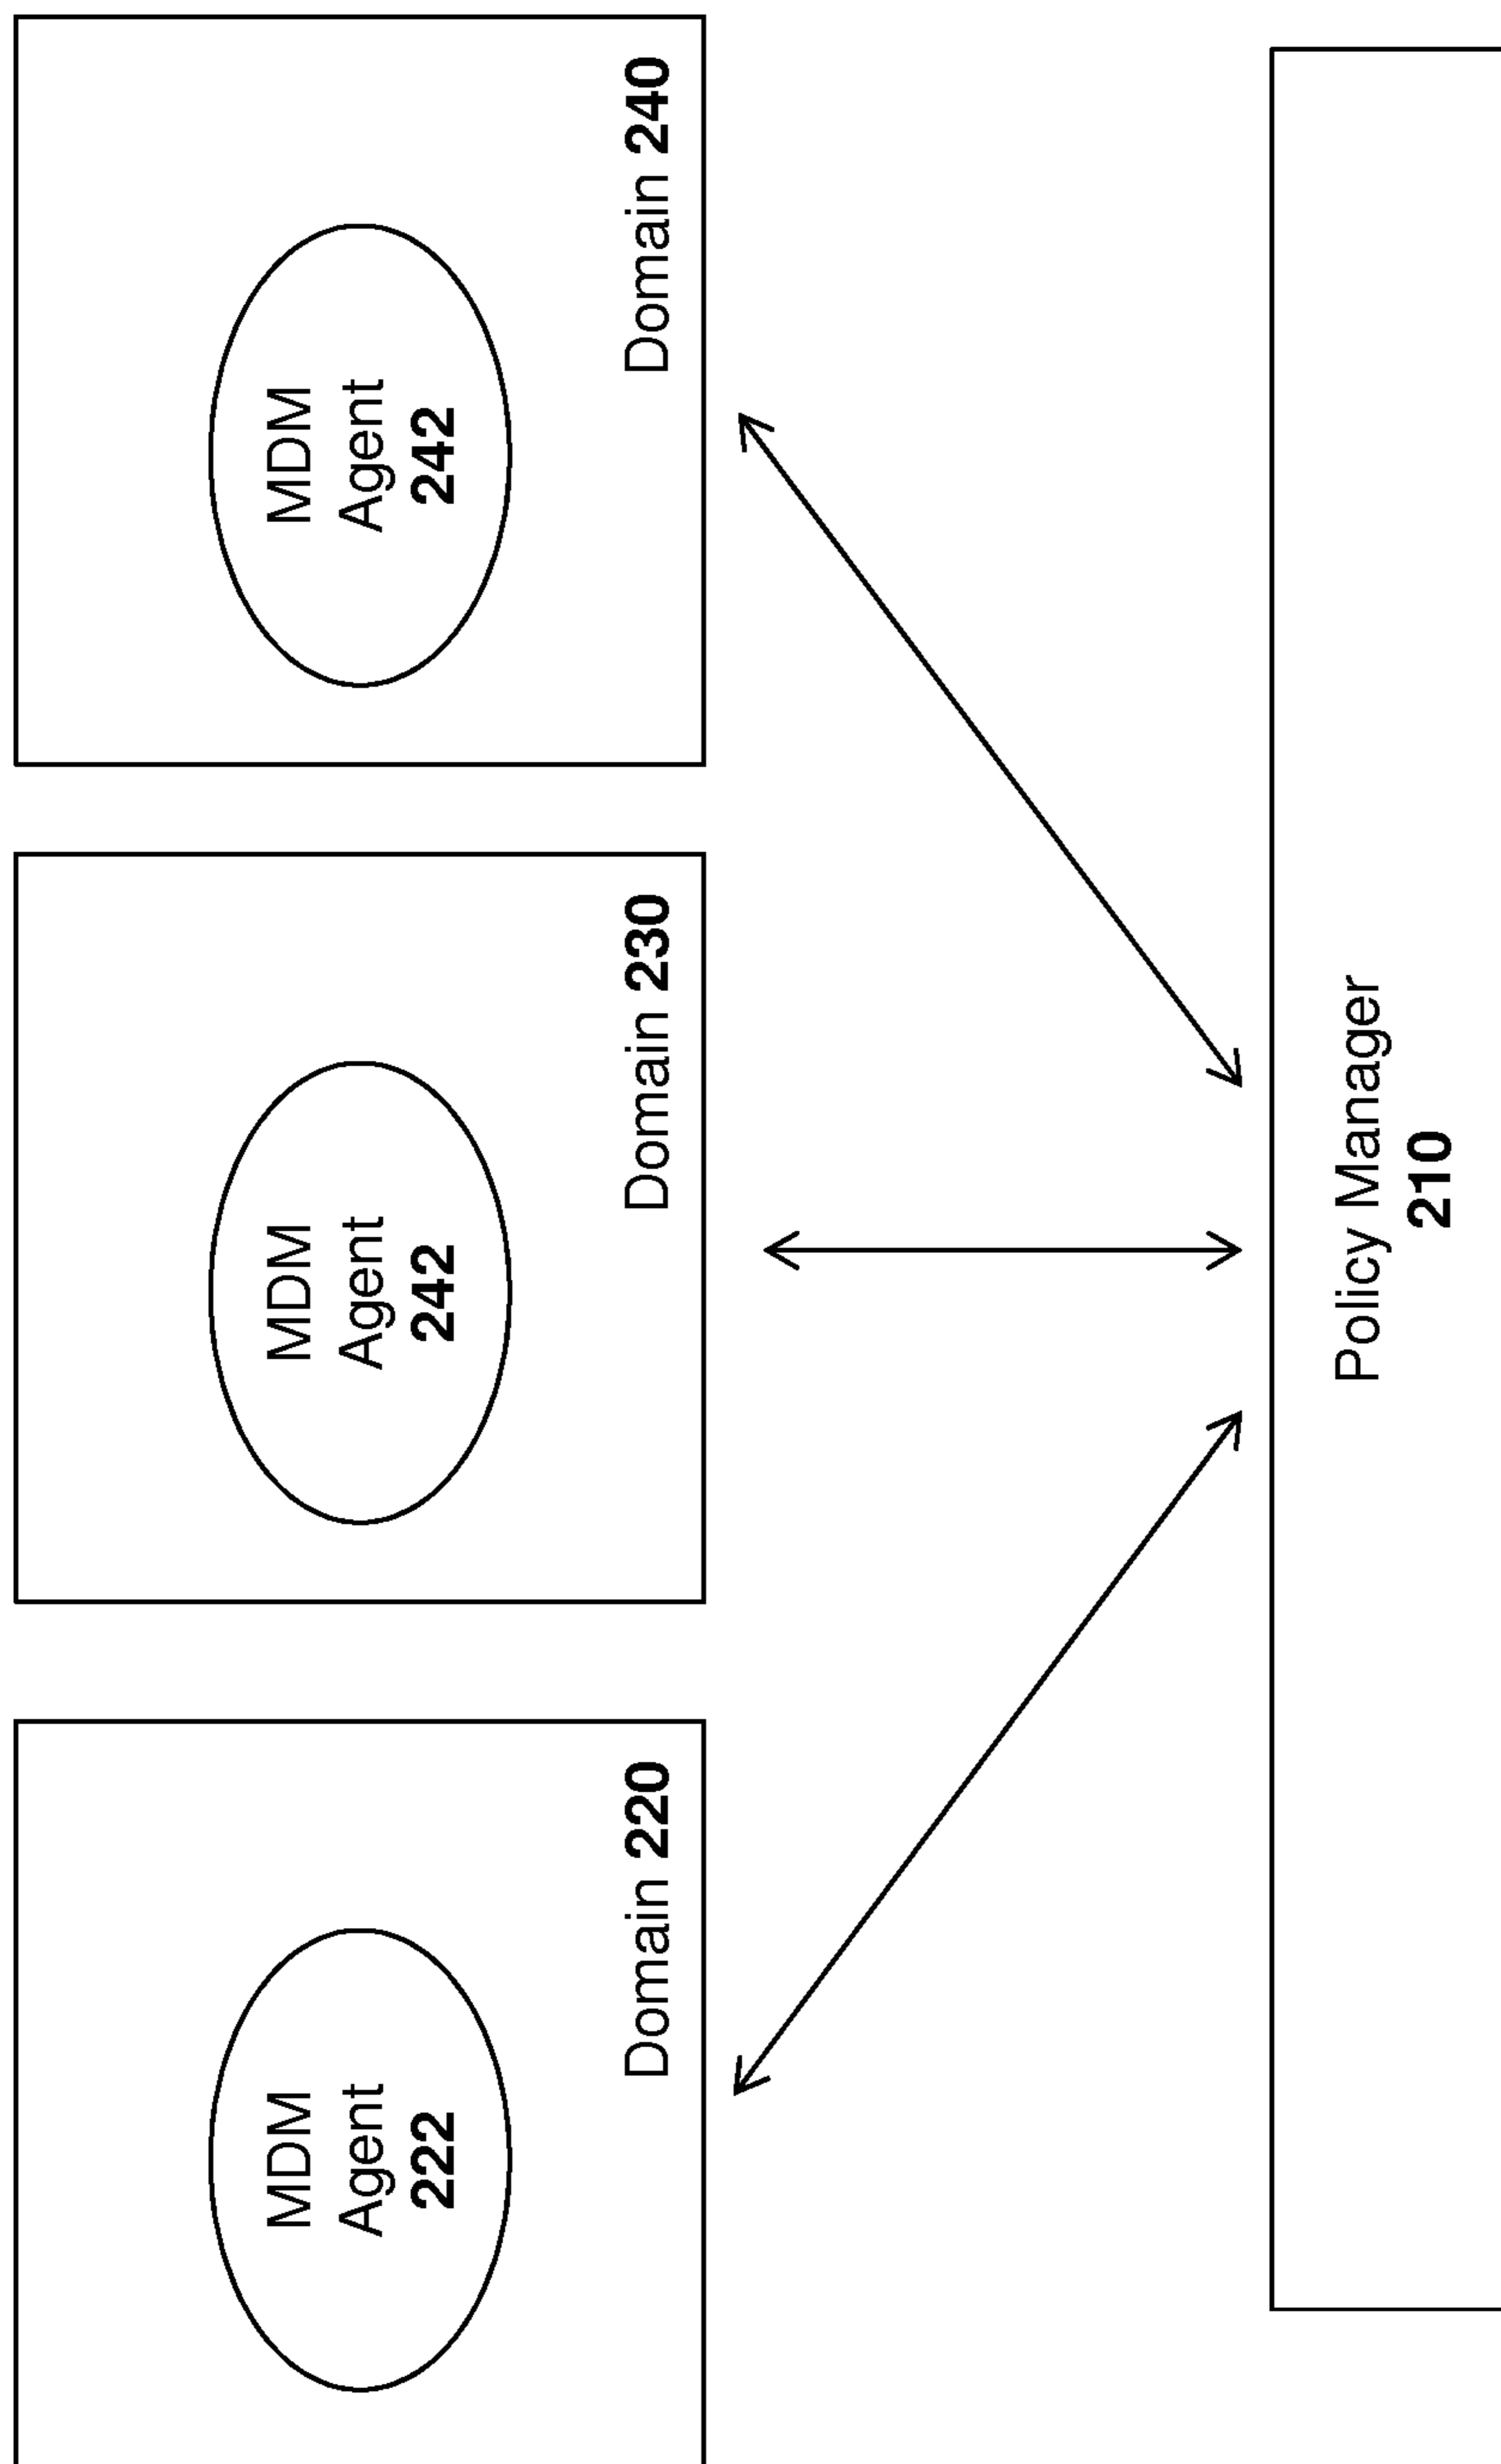 MDM
Agent
222
Domain 220
MDM
Agent
242
Domain 230
MDM
Agent
242
Domain 240
Policy Manager
210